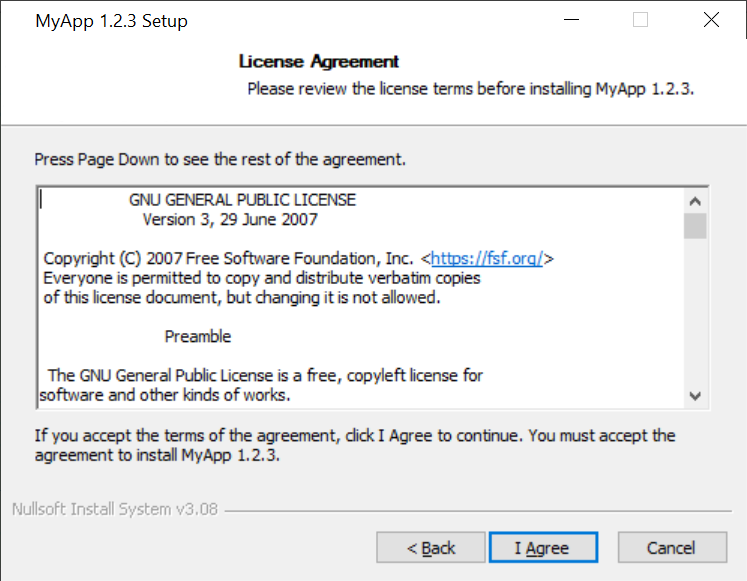 MyApp 1.2.3 Setup
License Agreement
Please review the license terms before installing MyApp 1.2.3.
Press Page Down to see the rest of the agreement.
GNU GENERAL PUBLIC LICENSE
Version 3, 29 June 2007
Copyright (C) 2007 Free Software Foundation, Inc. <https://fsf.org/>
Everyone is permitted to copy and distribute verbatim copies
of this license document, but changing it is not allowed.
Preamble
The GNU General Public License is a free, copyleft license for
software and other kinds of works.
If you accept the terms of the agreement, click I Agree to continue. You must accept the
agreement to install MyApp 1.2.3.
Nullsoft Install System v3.08
< Back
I Agree
Cancel